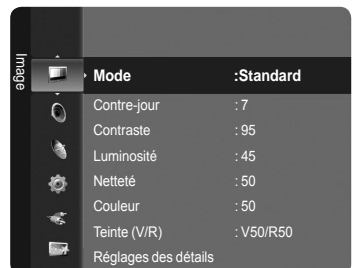 Image
Mode :Standard
Contre-jour : 7
Contraste : 95
Luminosité : 45
Netteté : 50
Couleur : 50
Teinte (V/R) : V50/R50
Réglages des détails